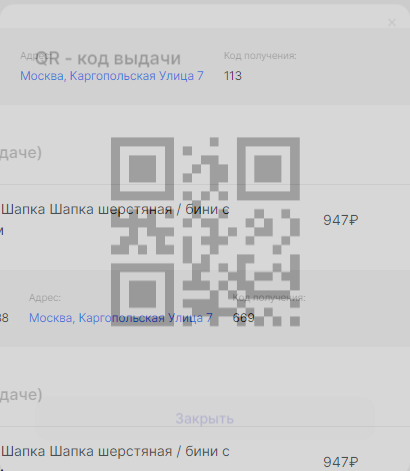 Адрес:
Код получения:
QR - код выдачи
Москва, Каргопольская Улица 7
113
даче)
Шапка Шапка шерстяная / бини с
947₽
и
Адрес:
Код получения:
38
Москва, Каргопольская Улица 7
669
даче)
Закрыть
Шапка Шапка шерстяная / бини с
947₽